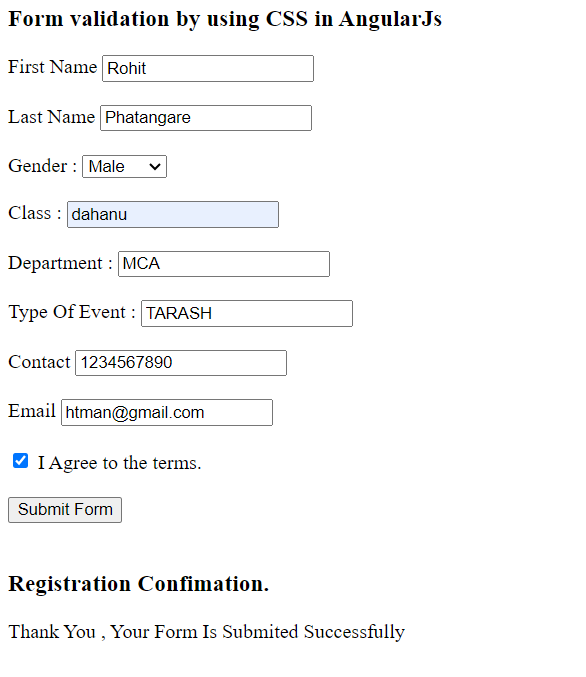 Form validation by using CSS in AngularJs
First Name Rohit
Last Name Phatangare
Gender : Male
Class : dahanu
Department : MCA
Type Of Event : TARASH
Contact 1234567890
Email htman@gmail.com
I Agree to the terms.
Submit Form
Registration Confimation.
Thank You , Your Form Is Submited Successfully